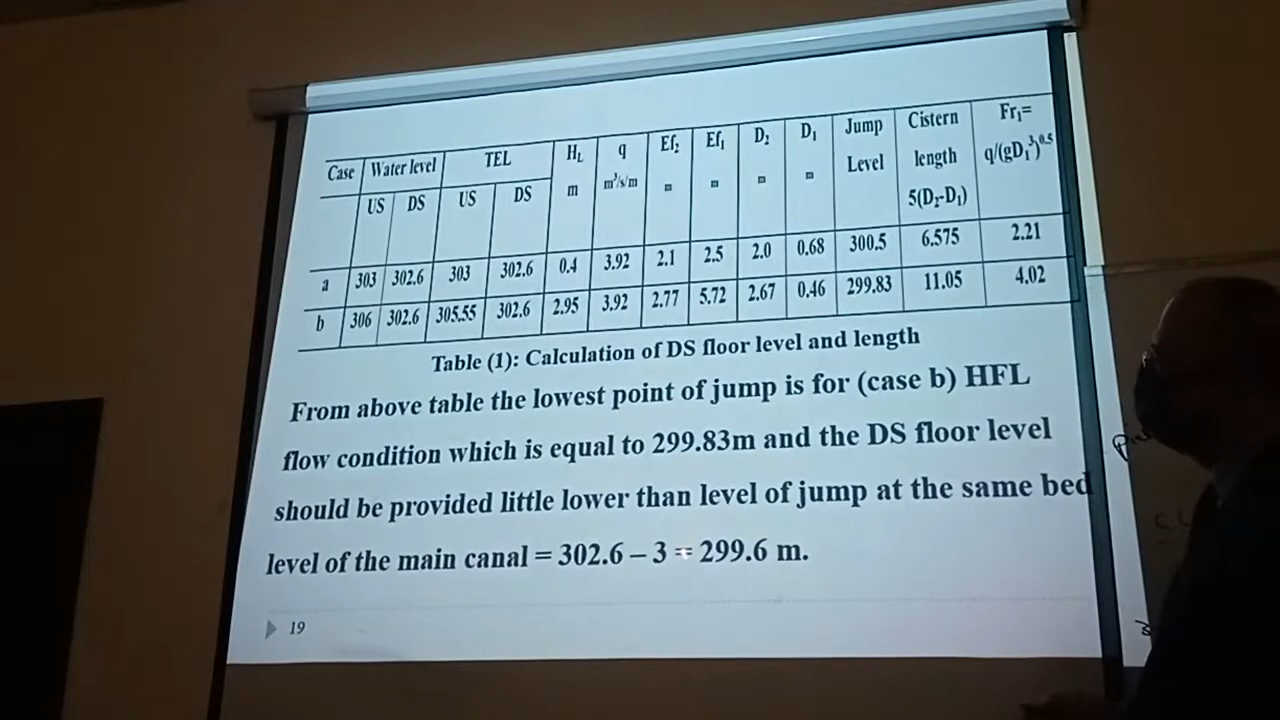 Case Water level TEL H_L q Ef₂ Ef₁ D₂ D₁ Jump Cistern Fr₁=
m m³/s/m m m m m Level length q/(gD₁³)^0.5
US DS US DS 5(D₂-D₁)
a 303 302.6 303 302.6 0.4 3.92 2.1 2.5 2.0 0.68 300.5 6.575 2.21
b 306 302.6 305.55 302.6 2.95 3.92 2.77 5.72 2.67 0.46 299.83 11.05 4.02
Table (1): Calculation of DS floor level and length
From above table the lowest point of jump is for (case b) HFL
flow condition which is equal to 299.83m and the DS floor level
should be provided little lower than level of jump at the same bed
level of the main canal = 302.6 – 3 = 299.6 m.
19